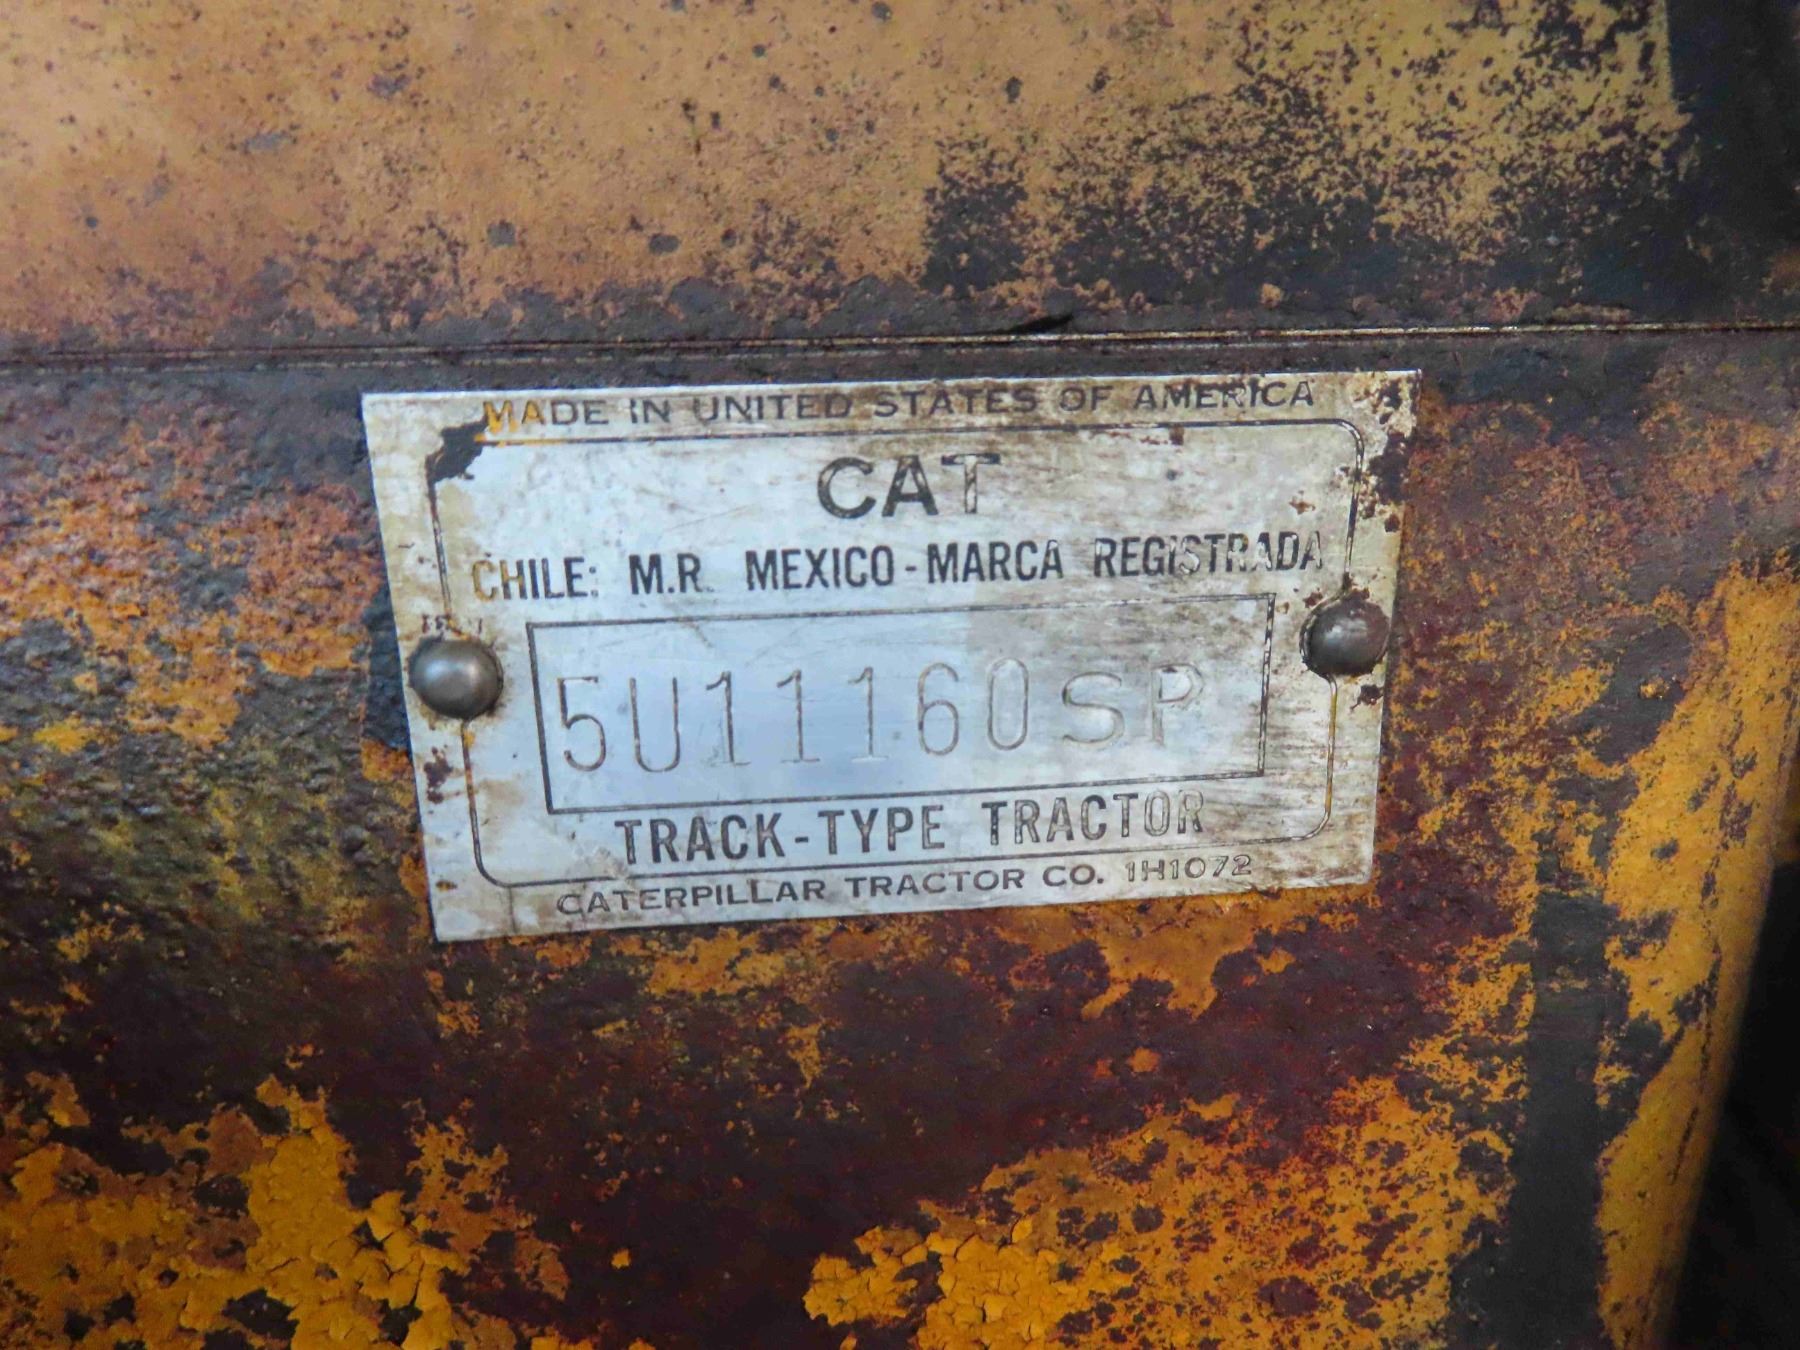 MADE IN UNITED STATES OF AMERICA
CAT
CHILE: M.R. MEXICO - MARCA REGISTRADA
5U11160SP
TRACK-TYPE TRACTOR
CATERPILLAR TRACTOR CO. 1H1072